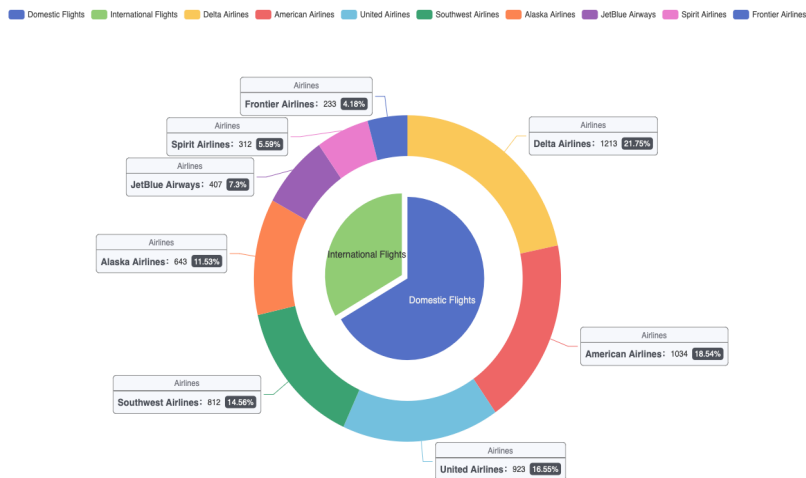 Domestic Flights International Flights Delta Airlines American Airlines United Airlines Southwest Airlines Alaska Airlines JetBlue Airways Spirit Airlines Frontier Airlines
Airlines
Frontier Airlines: 233 4.18%
Airlines
Spirit Airlines: 312 5.59%
Airlines
Delta Airlines: 1213 21.75%
Airlines
JetBlue Airways: 407 7.3%
Airlines
Alaska Airlines: 643 11.53%
International Flights
Domestic Flights
Airlines
American Airlines: 1034 18.54%
Airlines
Southwest Airlines: 812 14.56%
Airlines
United Airlines: 923 16.55%